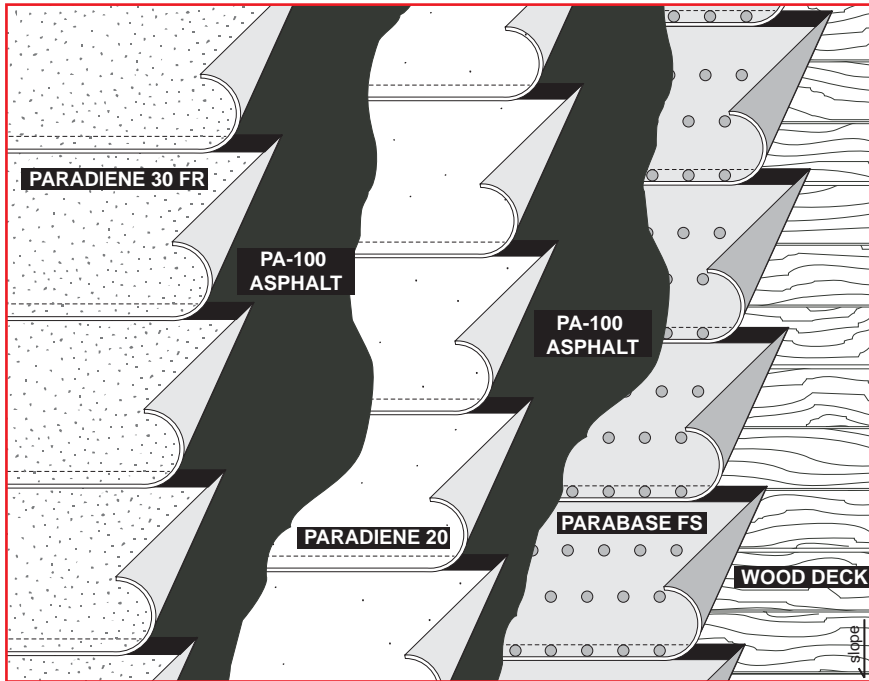 PARADIENE 30 FR
PA-100
ASPHALT
PA-100
ASPHALT
PARADIENE 20
PARABASE FS
WOOD DECK
slope